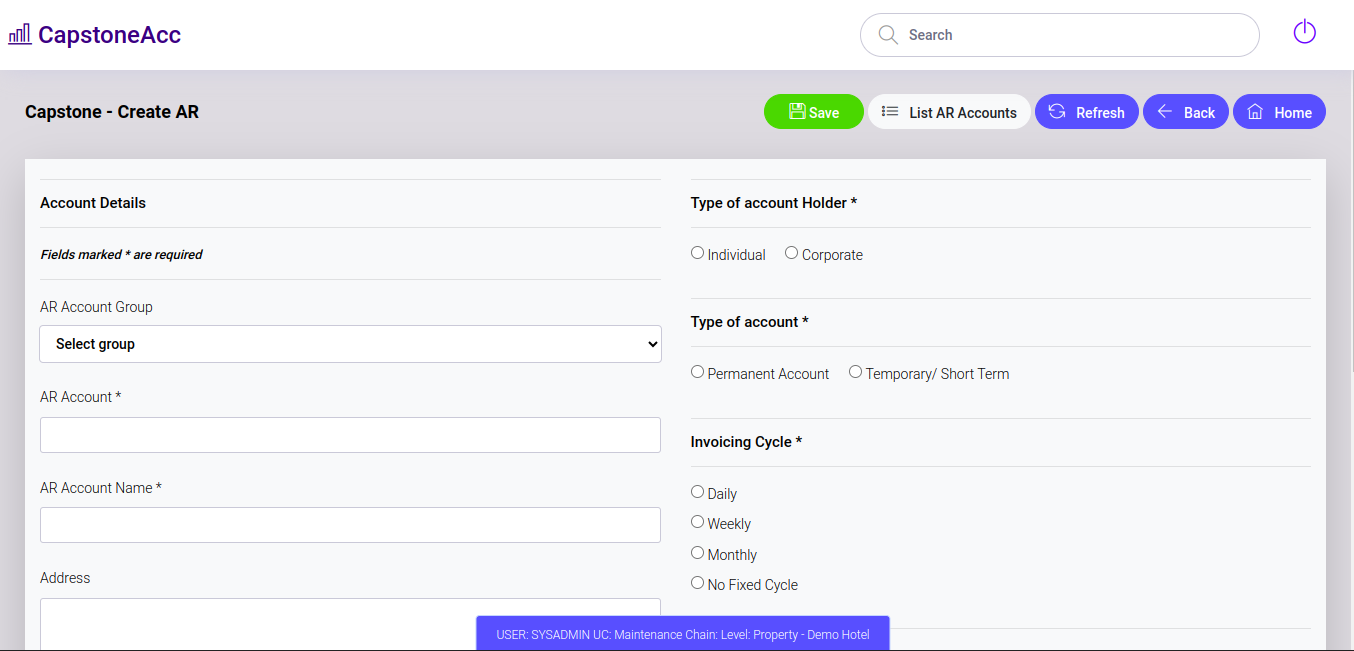 CapstoneAcc
Search
Capstone - Create AR
Save
List AR Accounts
Refresh
Back
Home
Account Details
Fields marked * are required
AR Account Group
Select group
AR Account *
AR Account Name *
Address
Type of account Holder *
Individual Corporate
Type of account *
Permanent Account Temporary/ Short Term
Invoicing Cycle *
Daily
Weekly
Monthly
No Fixed Cycle
USER: SYSADMIN UC: Maintenance Chain: Level: Property - Demo Hotel